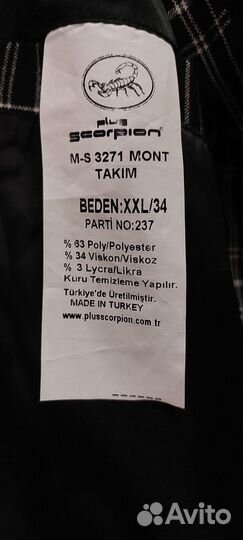 plus
scorpion
M-S 3271 MONT
TAKIM
BEDEN:XXL/34
PARTİ NO:237
% 63 Poly/Polyester
% 34 Viskon/Viskoz
% 3 Lycra/Likra
Kuru Temizleme Yapılır.
Türkiye'de Üretilmiştir.
MADE IN TURKEY
www.plusscorpion.com.tr
Avito